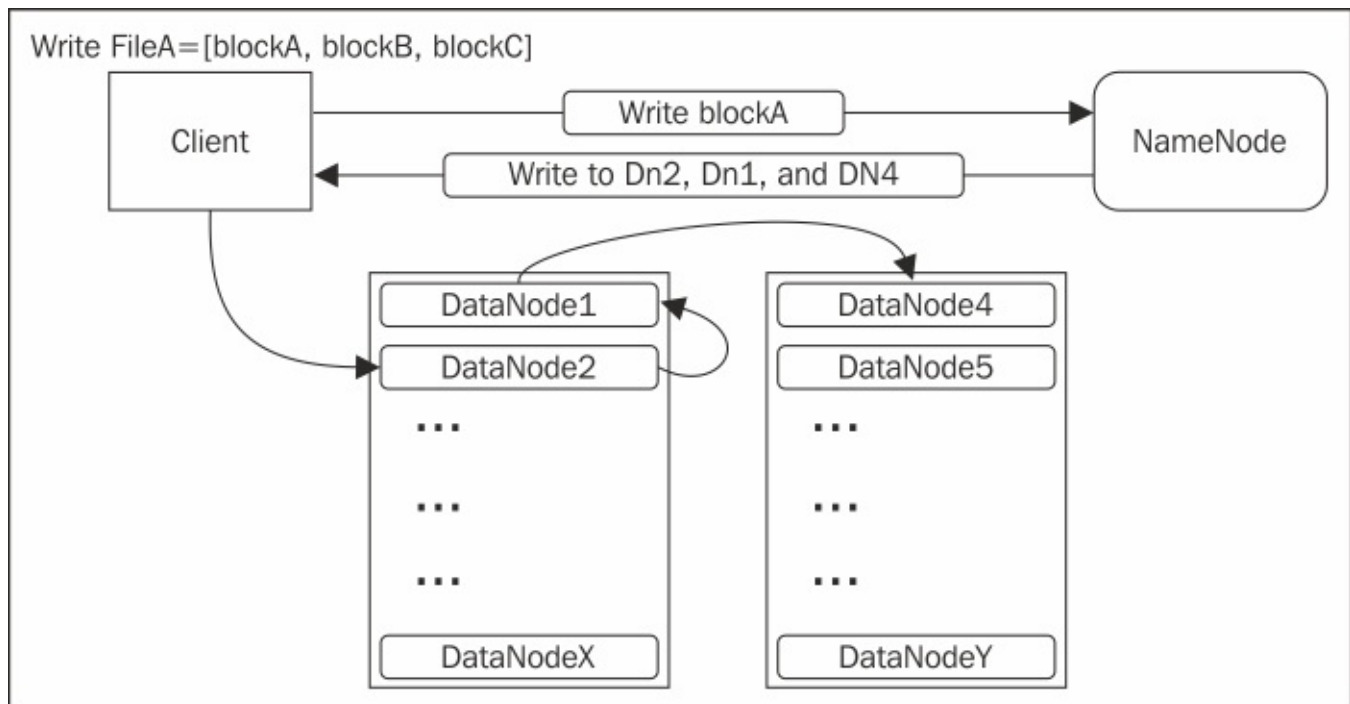 Write FileA=[blockA, blockB, blockC]
Client
Write blockA
NameNode
Write to Dn2, Dn1, and DN4
DataNode1
DataNode2
...
...
...
DataNodeX
DataNode4
DataNode5
...
...
...
DataNodeY